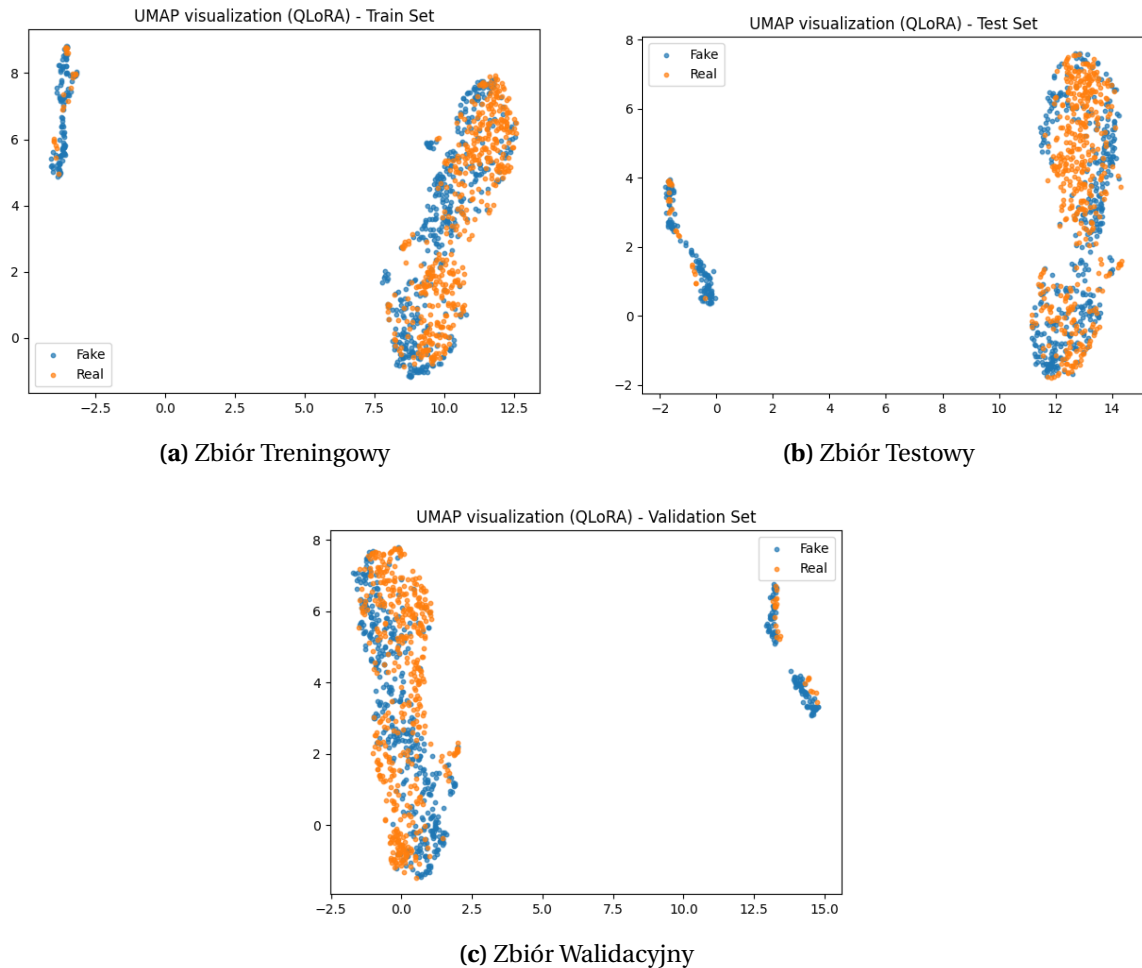 UMAP visualization (QLoRA) - Train Set
8
6
4
2
0
Fake
Real
−2.5 0.0 2.5 5.0 7.5 10.0 12.5
(a) Zbiór Treningowy
UMAP visualization (QLoRA) - Test Set
8
6
4
2
0
−2
Fake
Real
−2 0 2 4 6 8 10 12 14
(b) Zbiór Testowy
UMAP visualization (QLoRA) - Validation Set
8
6
4
2
0
Fake
Real
−2.5 0.0 2.5 5.0 7.5 10.0 12.5 15.0
(c) Zbiór Walidacyjny